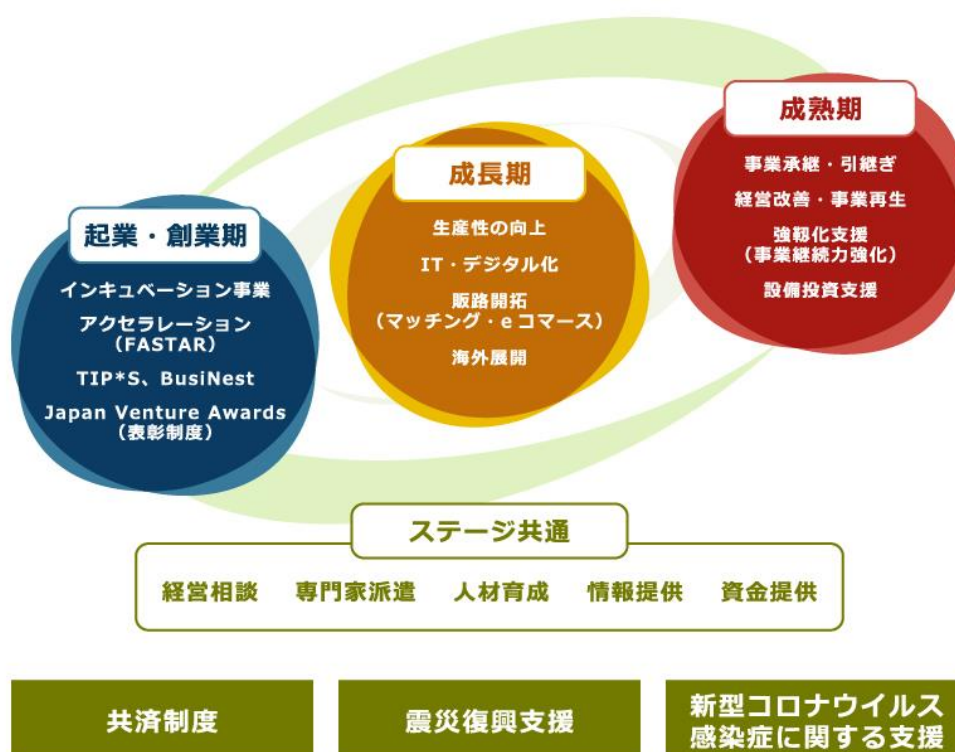 起業・創業期
インキュベーション事業
アクセラレーション
（FASTAR）
TIP*S、BusiNest
Japan Venture Awards
（表彰制度）
成長期
生産性の向上
IT・デジタル化
販路開拓
（マッチング・eコマース）
海外展開
成熟期
事業承継・引継ぎ
経営改善・事業再生
強靱化支援
（事業継続力強化）
設備投資支援
ステージ共通
経営相談 専門家派遣 人材育成 情報提供 資金提供
共済制度
震災復興支援
新型コロナウイルス
感染症に関する支援